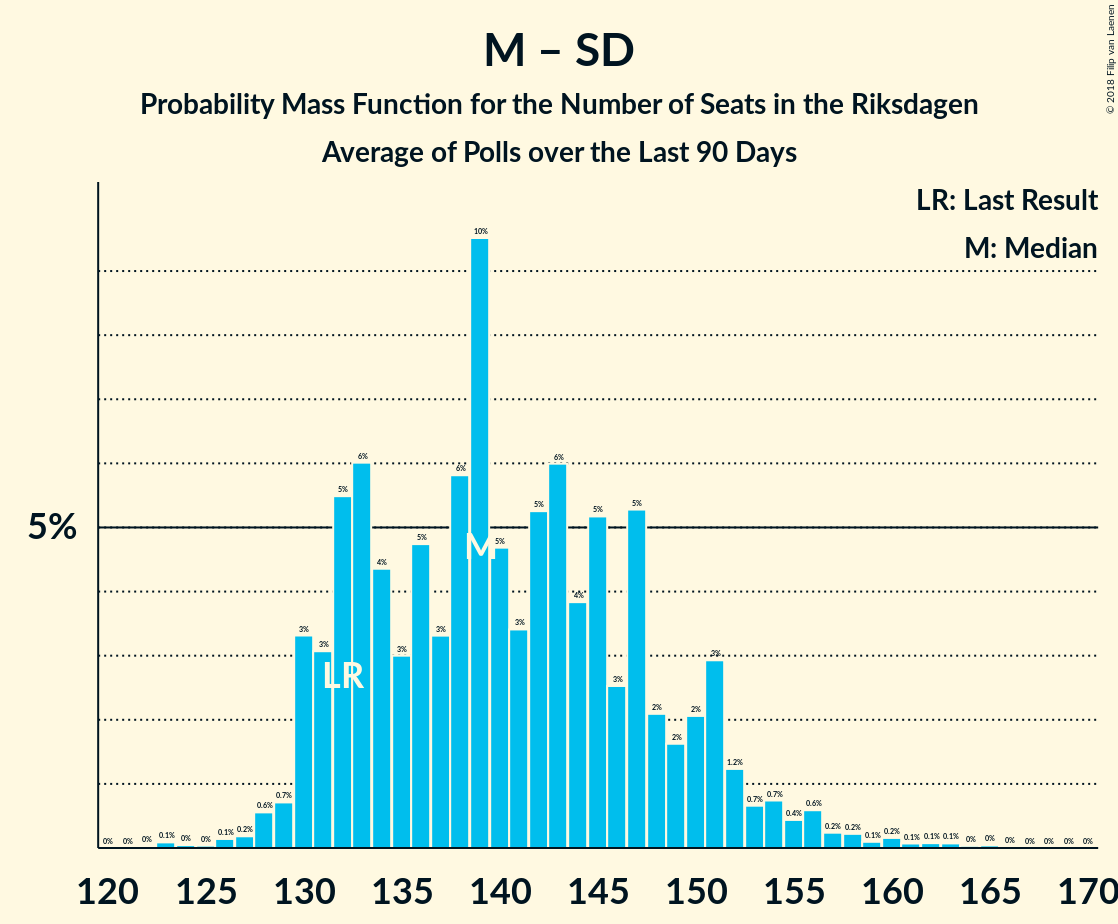 M – SD
Probability Mass Function for the Number of Seats in the Riksdagen
Average of Polls over the Last 90 Days
© 2018 Filip van Laenen
LR: Last Result
M: Median
5%
0% 0% 0% 0.1% 0% 0% 0.1% 0.2% 0.6% 0.7% 3% 3% 5% 6% 4% 3% 5% 3% 6% 10% 5% 3% 5% 6% 4% 5% 3% 5% 2% 2% 2% 3% 1.2% 0.7% 0.7% 0.4% 0.6% 0.2% 0.2% 0.1% 0.2% 0.1% 0.1% 0.1% 0% 0% 0% 0% 0% 0% 0%
M
LR
120 125 130 135 140 145 150 155 160 165 170